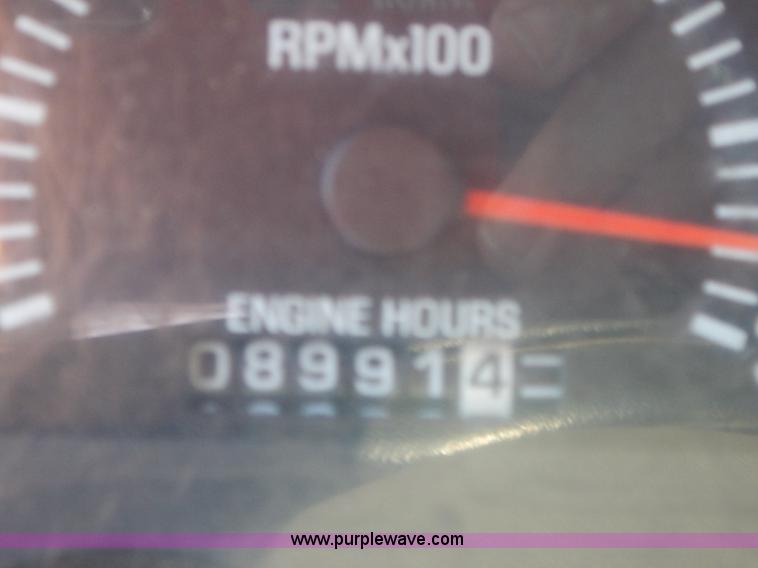 RPMx100
ENGINE HOURS
089914
www.purplewave.com